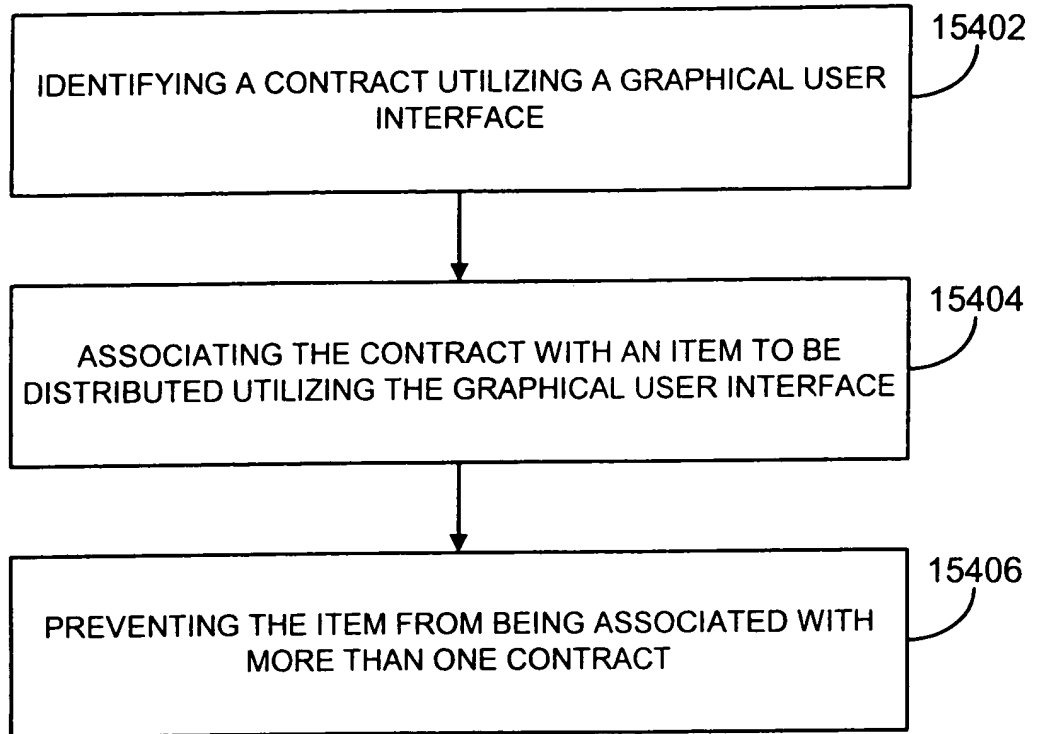 15402
IDENTIFYING A CONTRACT UTILIZING A GRAPHICAL USER
INTERFACE
15404
ASSOCIATING THE CONTRACT WITH AN ITEM TO BE
DISTRIBUTED UTILIZING THE GRAPHICAL USER INTERFACE
15406
PREVENTING THE ITEM FROM BEING ASSOCIATED WITH
MORE THAN ONE CONTRACT